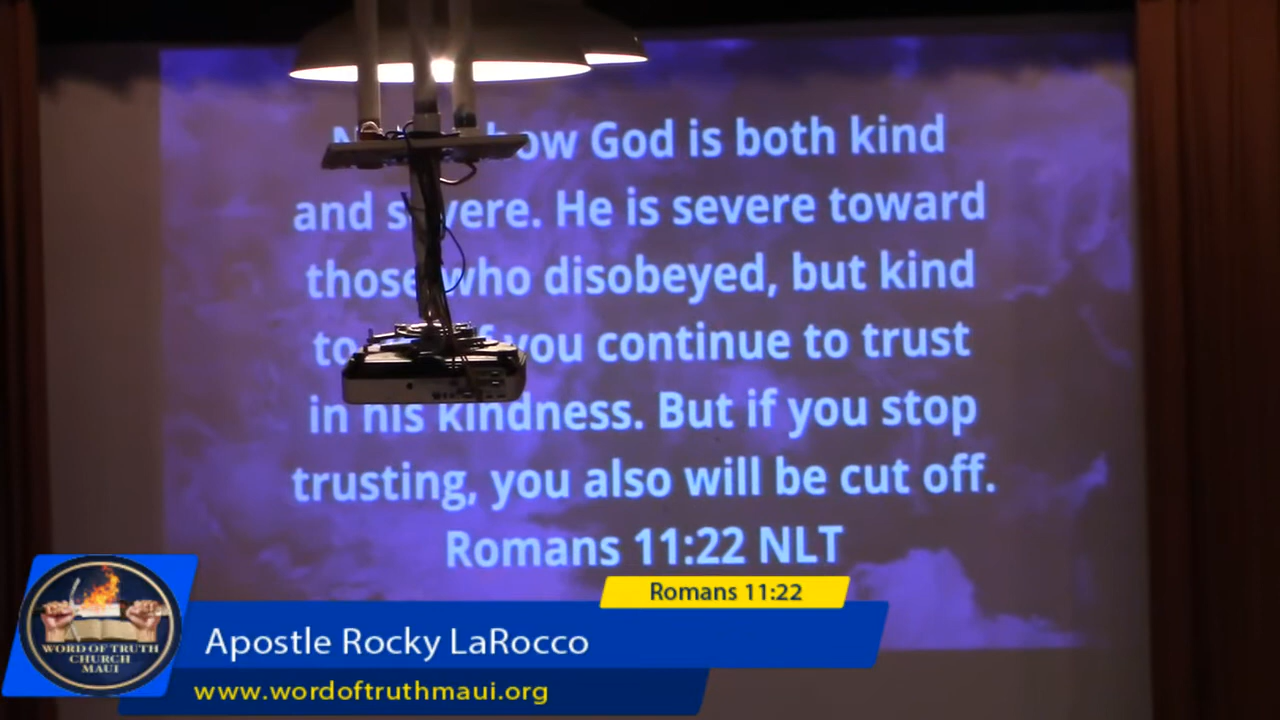 how God is both kind
and severe. He is severe toward
those who disobeyed, but kind
to you continue to trust
in his kindness. But if you stop
trusting, you also will be cut off.
Romans 11:22 NLT
Romans 11:22
Apostle Rocky LaRocco
www.wordoftruthmaui.org
WORD OF TRUTH
CHURCH
MAUI